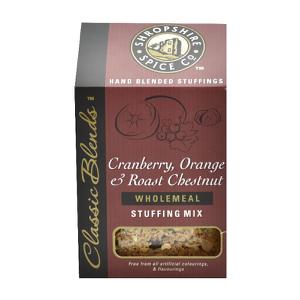 SHROPSHIRE
SPICE Co.
™
HAND BLENDED STUFFINGS
Classic Blends™
Cranberry, Orange
& Roast Chestnut
WHOLEMEAL
STUFFING MIX
Free from all artificial colourings,
& flavourings